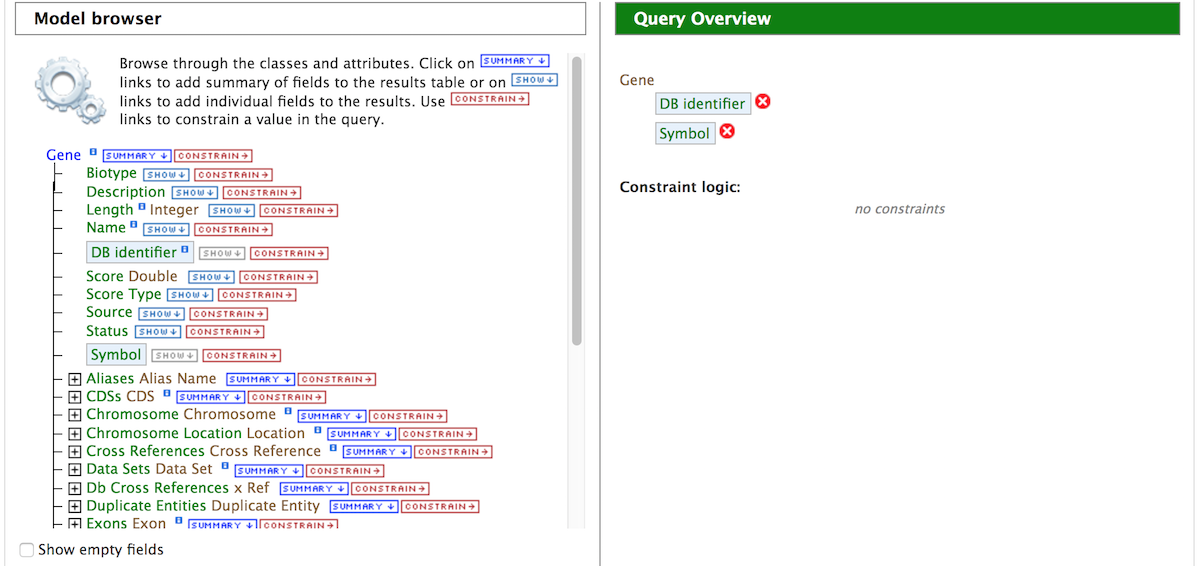 Model browser
Browse through the classes and attributes. Click on SUMMARY ↓
links to add summary of fields to the results table or on SHOW ↓
links to add individual fields to the results. Use CONSTRAIN →
links to constrain a value in the query.
Gene SUMMARY ↓ CONSTRAIN →
Biotype SHOW ↓ CONSTRAIN →
Description SHOW ↓ CONSTRAIN →
Length i Integer SHOW ↓ CONSTRAIN →
Name i SHOW ↓ CONSTRAIN →
DB identifier i SHOW ↓ CONSTRAIN →
Score Double SHOW ↓ CONSTRAIN →
Score Type SHOW ↓ CONSTRAIN →
Source SHOW ↓ CONSTRAIN →
Status SHOW ↓ CONSTRAIN →
Symbol SHOW ↓ CONSTRAIN →
Aliases Alias Name SUMMARY ↓ CONSTRAIN →
CDSs CDS i SUMMARY ↓ CONSTRAIN →
Chromosome Chromosome i SUMMARY ↓ CONSTRAIN →
Chromosome Location Location i SUMMARY ↓ CONSTRAIN →
Cross References Cross Reference i SUMMARY ↓ CONSTRAIN →
Data Sets Data Set i SUMMARY ↓ CONSTRAIN →
Db Cross References x Ref SUMMARY ↓ CONSTRAIN →
Duplicate Entities Duplicate Entity SUMMARY ↓ CONSTRAIN →
Exons Exon i SUMMARY ↓ CONSTRAIN →
Show empty fields
Query Overview
Gene
DB identifier
Symbol
Constraint logic:
no constraints